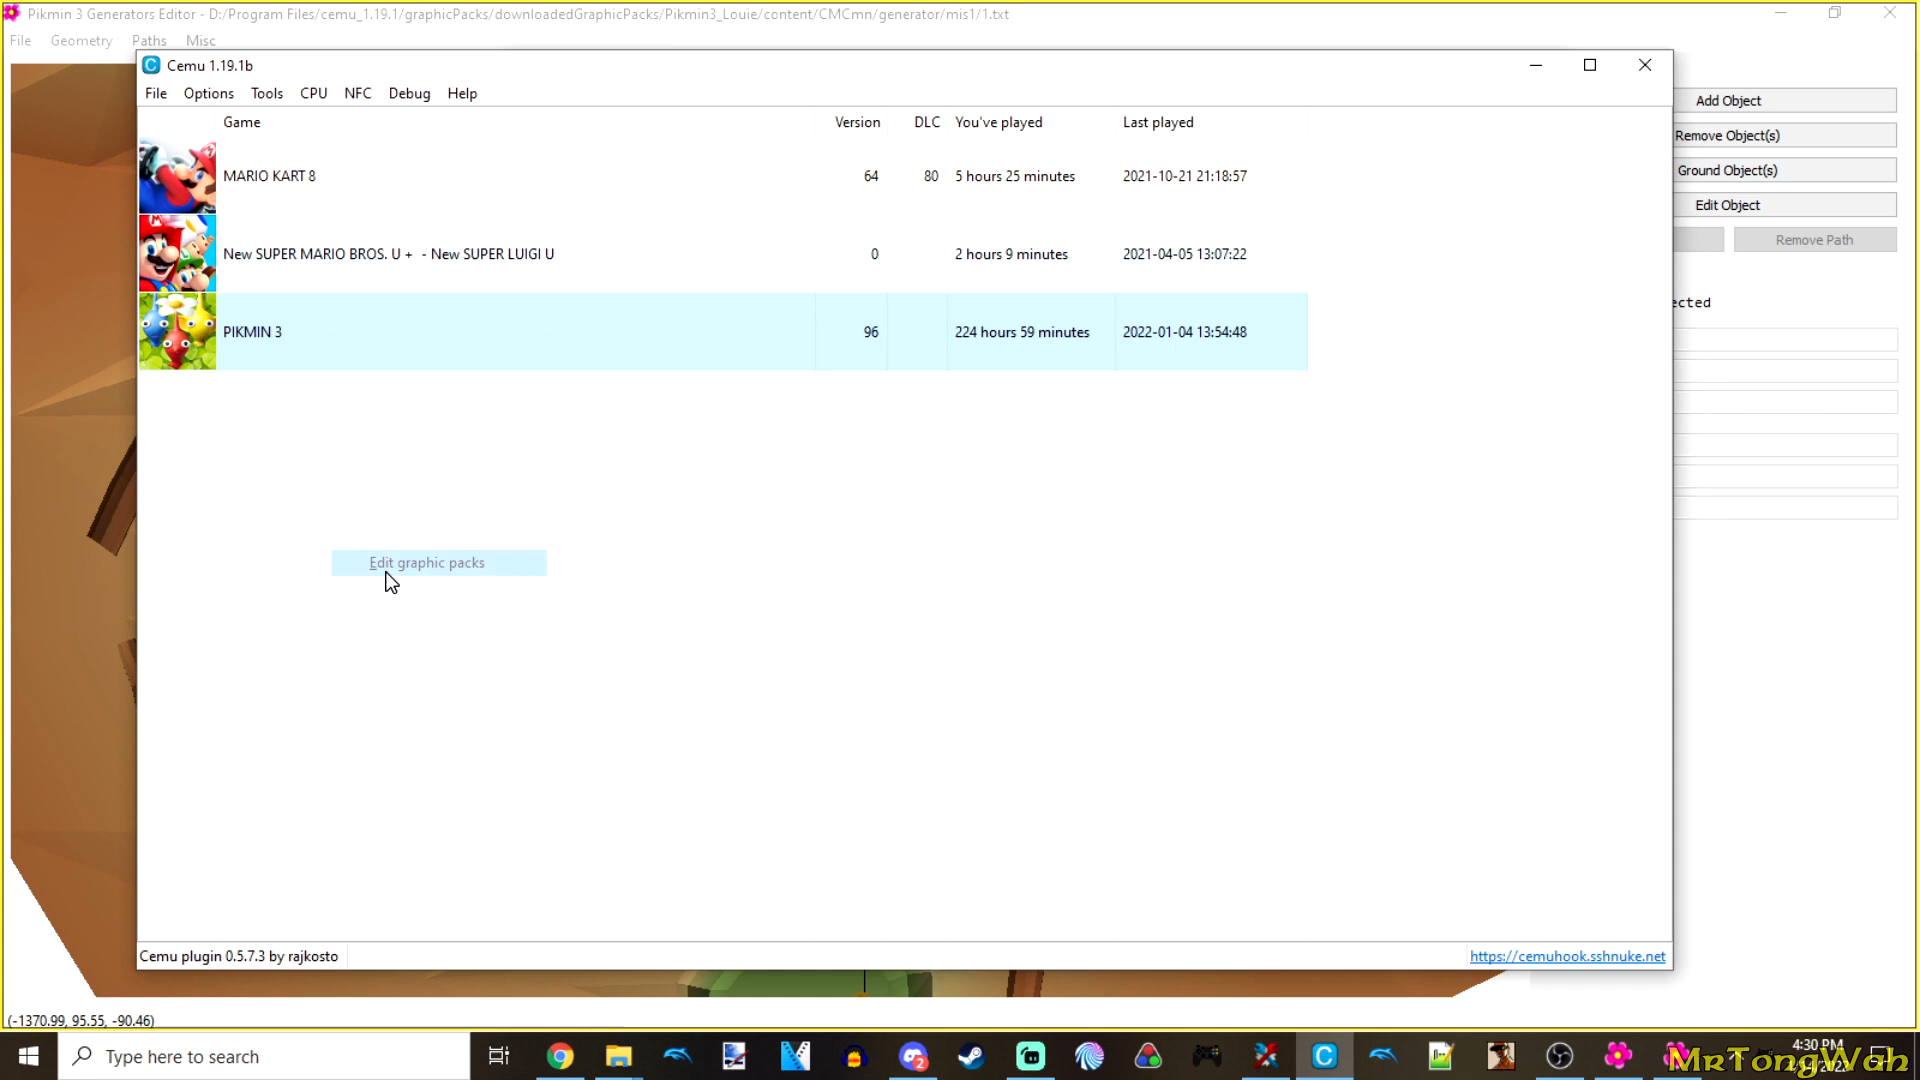 Pikmin 3 Generators Editor - D:/Program Files/cemu_1.19.1/graphicPacks/downloadedGraphicPacks/Pikmin3_Louie/content/CMCmn/generator/mis1/1.txt
File Geometry Paths Misc
Cemu 1.19.1b
File Options Tools CPU NFC Debug Help
Game Version DLC You've played Last played
MARIO KART 8 64 80 5 hours 25 minutes 2021-10-21 21:18:57
New SUPER MARIO BROS. U + - New SUPER LUIGI U 0 2 hours 9 minutes 2021-04-05 13:07:22
PIKMIN 3 96 224 hours 59 minutes 2022-01-04 13:54:48
Edit graphic packs
Add Object
Remove Object(s)
Ground Object(s)
Edit Object
Remove Path
ected
Cemu plugin 0.5.7.3 by rajkosto
https://cemuhook.sshnuke.net
(-1370.99, 95.55, -90.46)
Type here to search
2
4:30 PM
MrTongWah